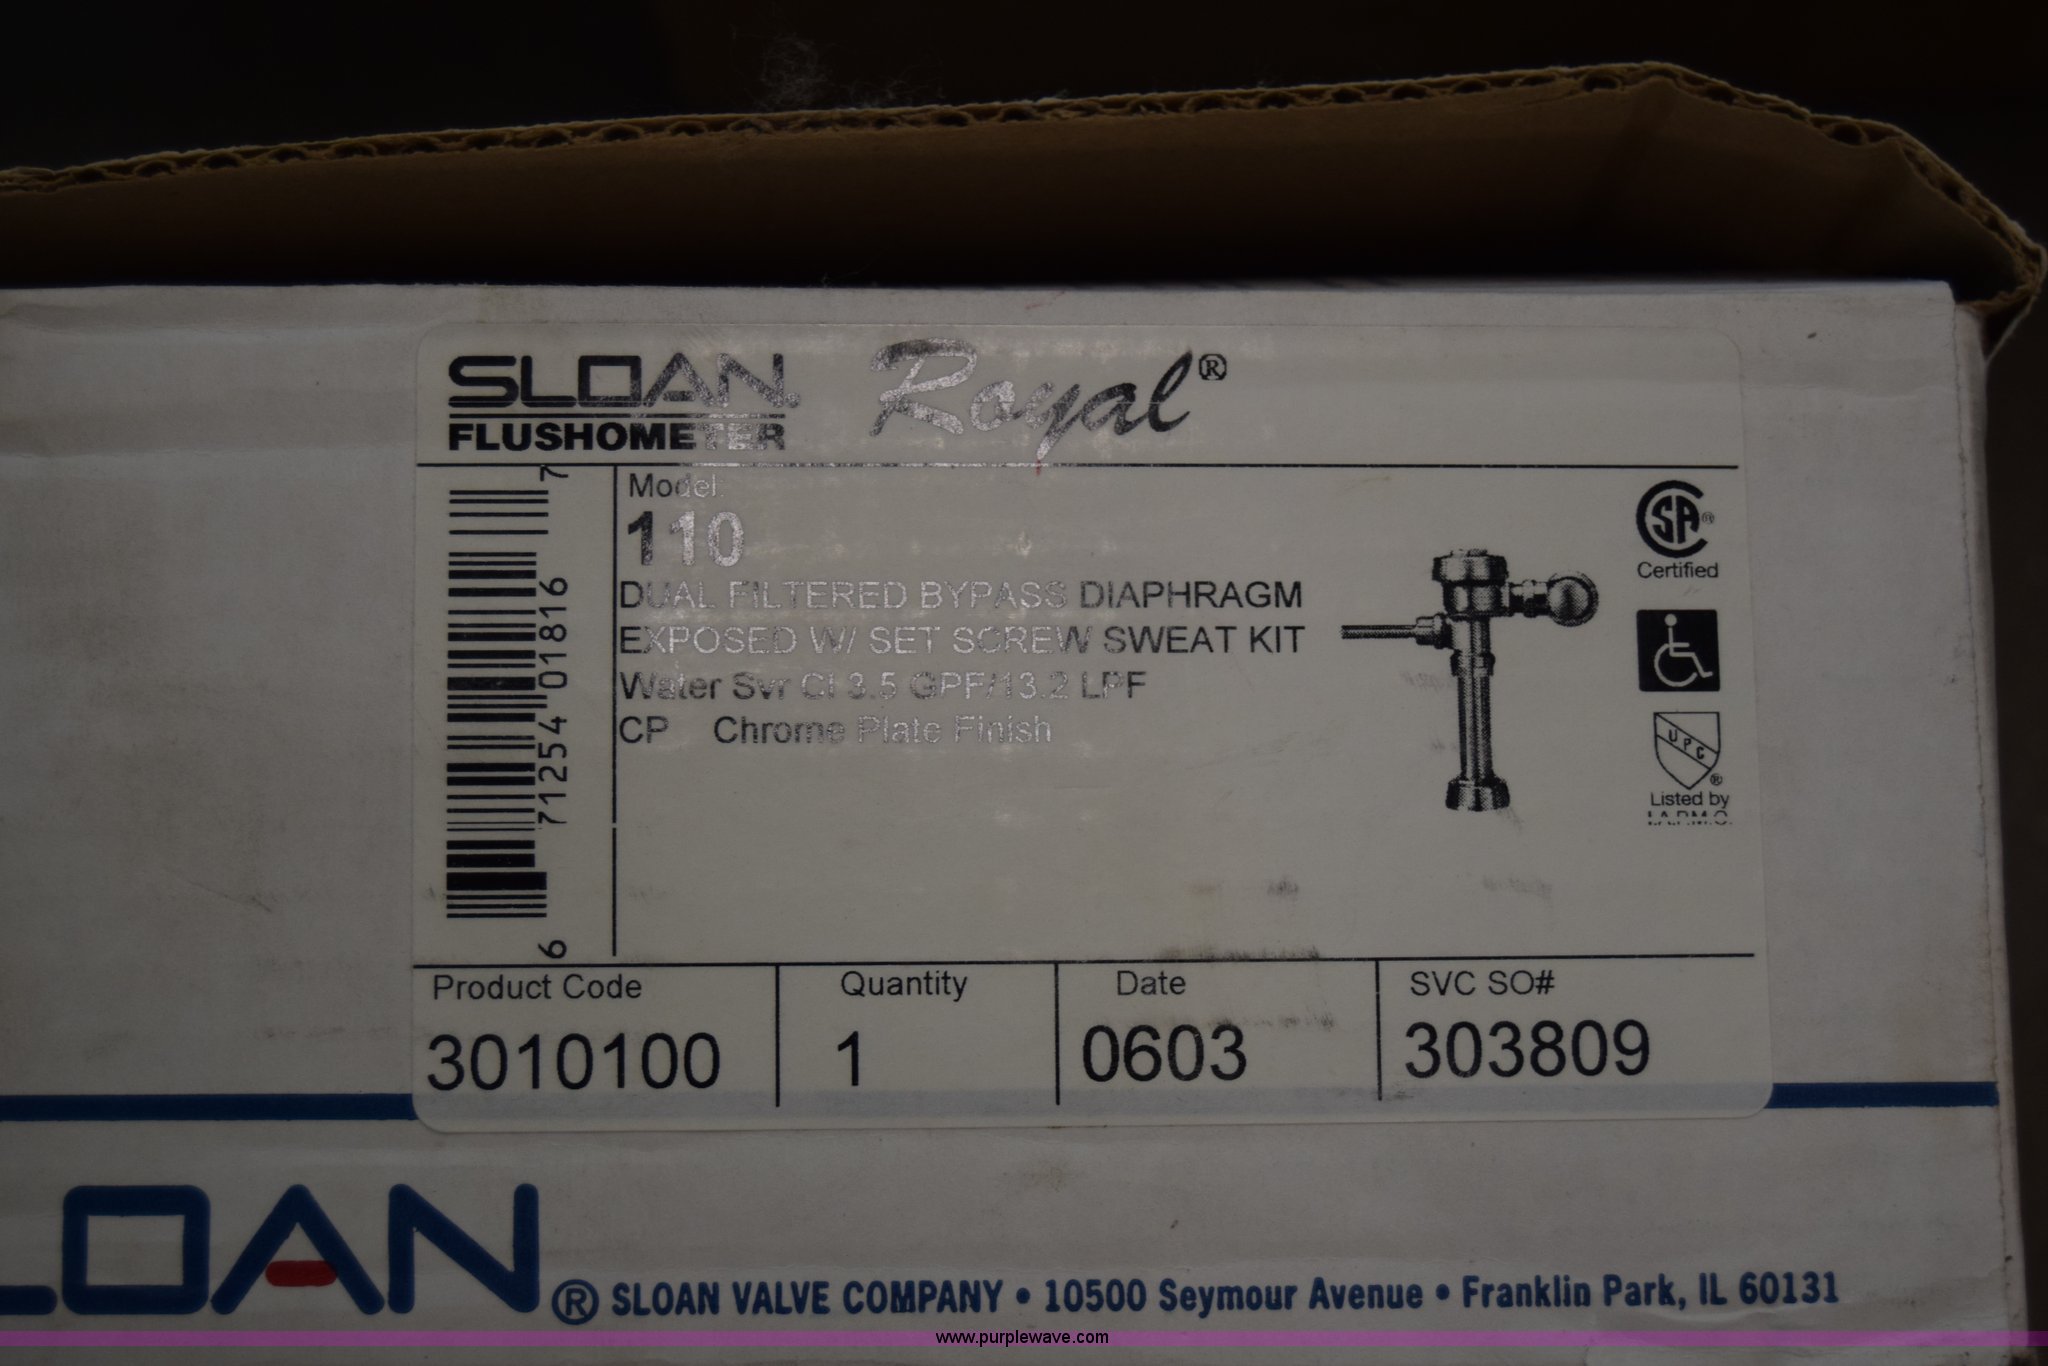 SLOAN® Royal®
FLUSHOMETER
6 71254 01816 7
Model:
110
DUAL FILTERED BYPASS DIAPHRAGM
EXPOSED W/ SET SCREW SWEAT KIT
Water Svr Cl 3.5 GPF/13.2 LPF
CP Chrome Plate Finish
SA®
Certified
UPC®
Listed by
I.A.P.M.O.
Product Code Quantity Date SVC SO#
3010100 1 0603 303809
LOAN® SLOAN VALVE COMPANY • 10500 Seymour Avenue • Franklin Park, IL 60131
www.purplewave.com